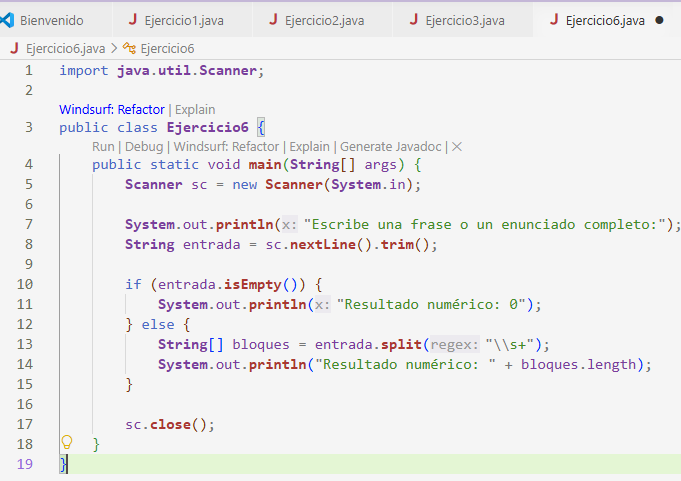 Bienvenido J Ejercicio1.java J Ejercicio2.java J Ejercicio3.java J Ejercicio6.java ●
J Ejercicio6.java > Ejercicio6
1 import java.util.Scanner;
2
Windsurf: Refactor | Explain
3 public class Ejercicio6 {
Run | Debug | Windsurf: Refactor | Explain | Generate Javadoc | ×
4 public static void main(String[] args) {
5 Scanner sc = new Scanner(System.in);
6
7 System.out.println(x: "Escribe una frase o un enunciado completo:");
8 String entrada = sc.nextLine().trim();
9
10 if (entrada.isEmpty()) {
11 System.out.println(x: "Resultado numérico: 0");
12 } else {
13 String[] bloques = entrada.split(regex: "\\s+");
14 System.out.println("Resultado numérico: " + bloques.length);
15 }
16
17 sc.close();
18 }
19 }